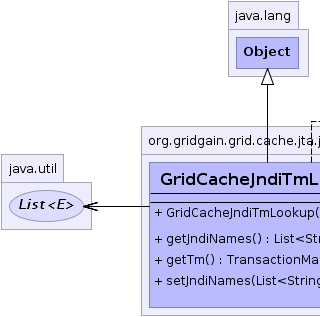 java.lang
Object
org.gridgain.grid.cache.jta.j
java.util
List<E>
GridCacheJndiTmL
+ GridCacheJndiTmLookup(
+ getJndiNames() : List<St
+ getTm() : TransactionMa
+ setJndiNames(List<String